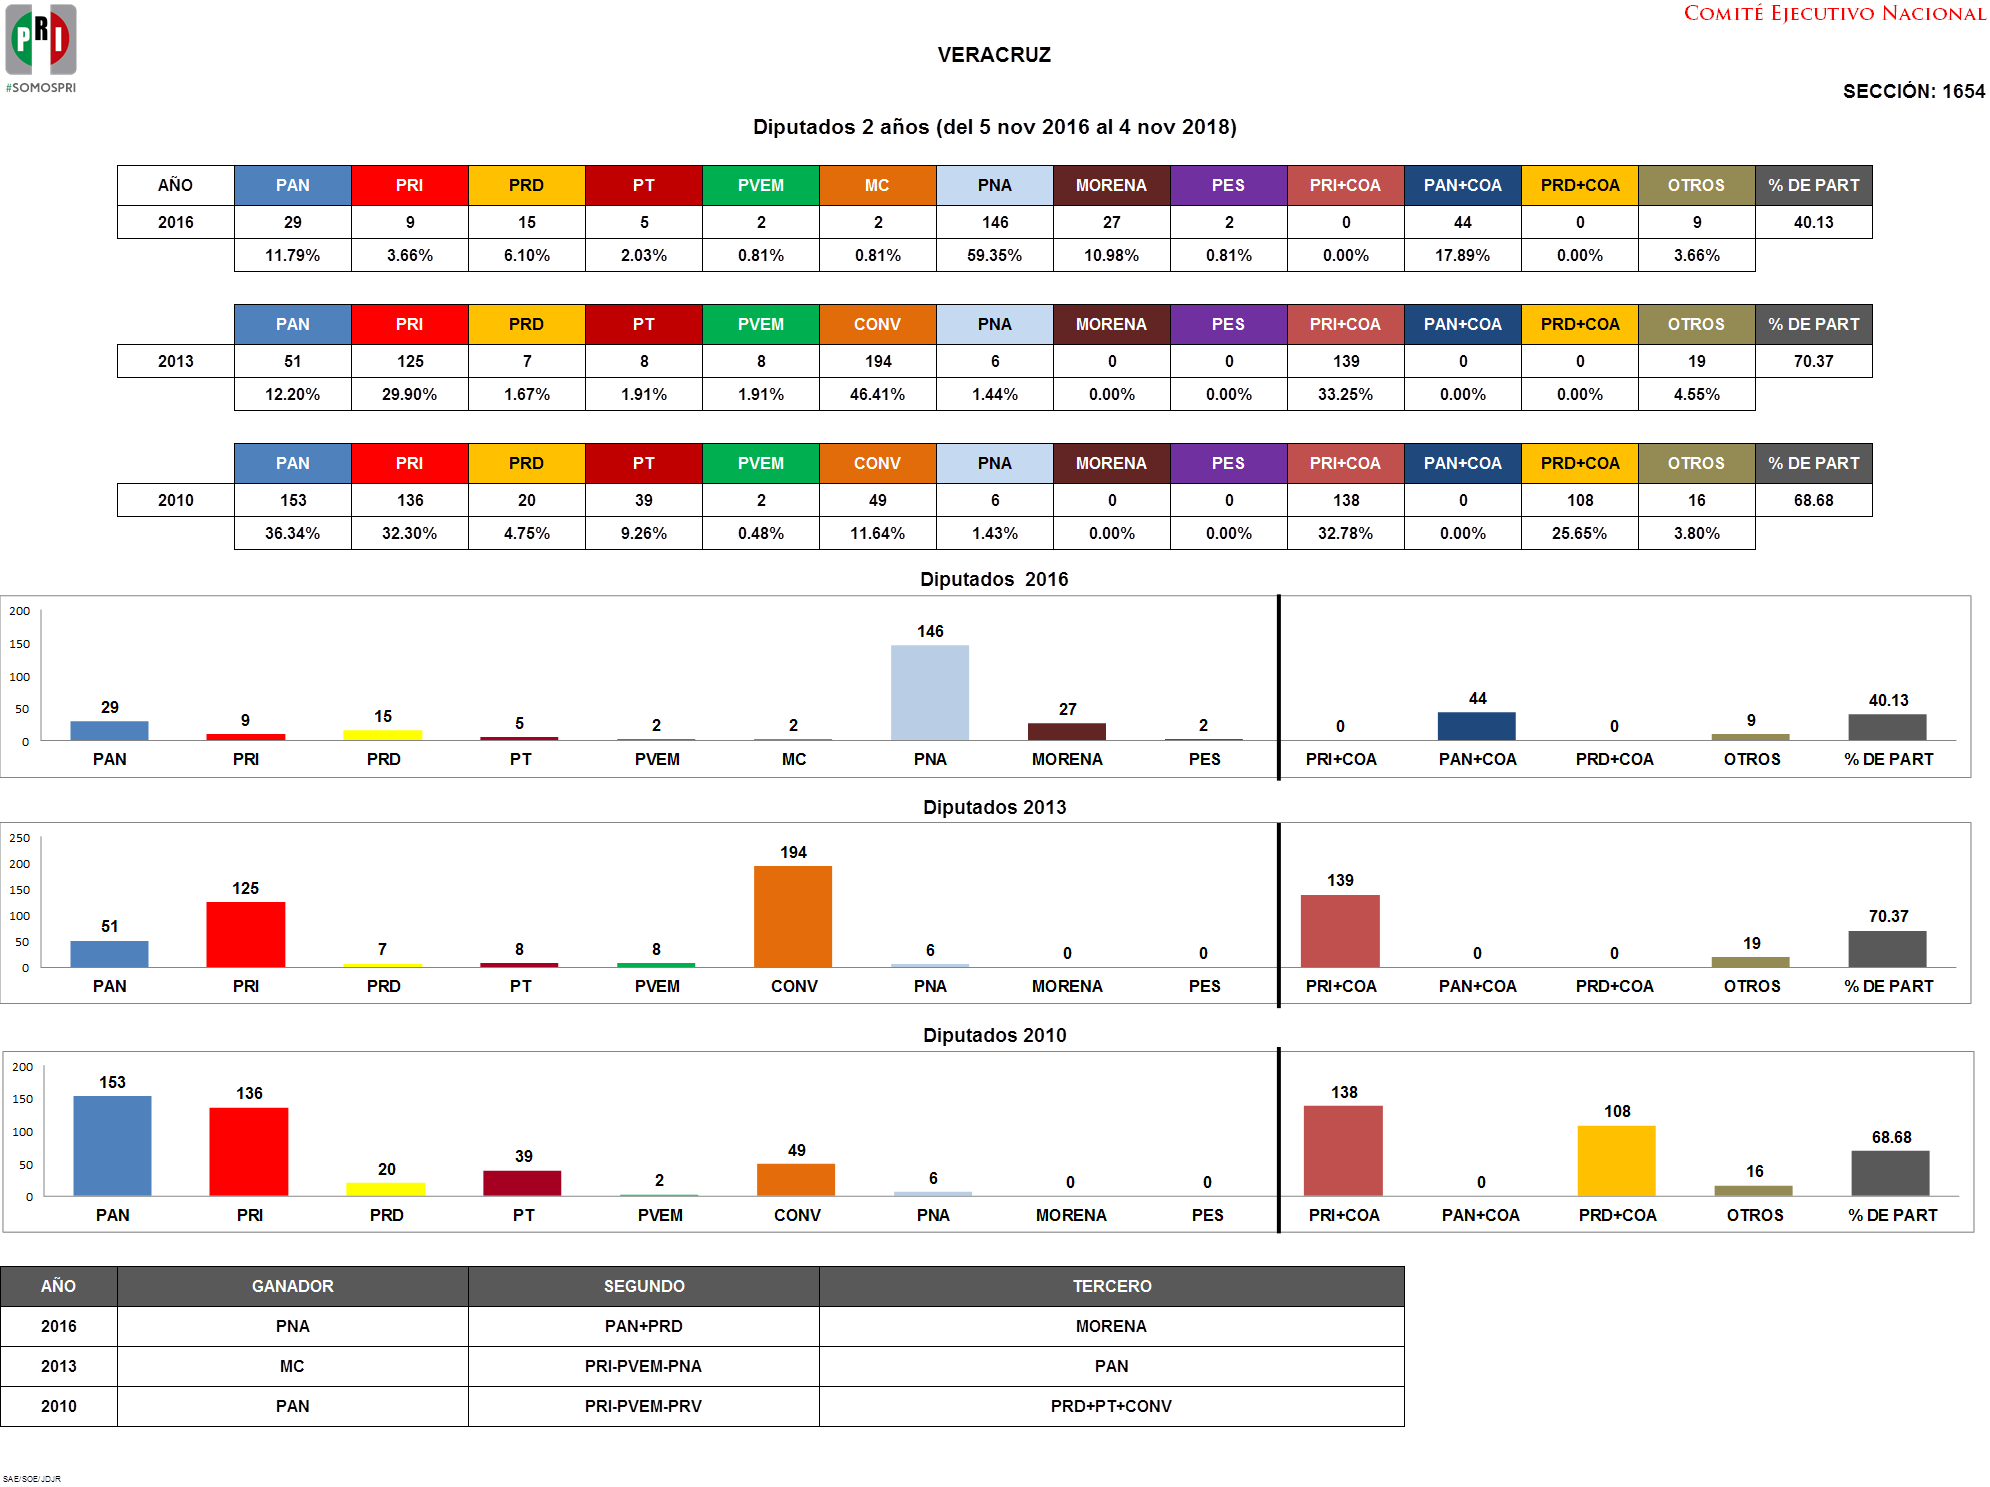 COMITÉ EJECUTIVO NACIONAL
PRI
#SOMOSPRI
VERACRUZ
SECCIÓN: 1654
Diputados 2 años (del 5 nov 2016 al 4 nov 2018)
AÑO PAN PRI PRD PT PVEM MC PNA MORENA PES PRI+COA PAN+COA PRD+COA OTROS % DE PART
2016 29 9 15 5 2 2 146 27 2 0 44 0 9 40.13
11.79% 3.66% 6.10% 2.03% 0.81% 0.81% 59.35% 10.98% 0.81% 0.00% 17.89% 0.00% 3.66%
PAN PRI PRD PT PVEM CONV PNA MORENA PES PRI+COA PAN+COA PRD+COA OTROS % DE PART
2013 51 125 7 8 8 194 6 0 0 139 0 0 19 70.37
12.20% 29.90% 1.67% 1.91% 1.91% 46.41% 1.44% 0.00% 0.00% 33.25% 0.00% 0.00% 4.55%
PAN PRI PRD PT PVEM CONV PNA MORENA PES PRI+COA PAN+COA PRD+COA OTROS % DE PART
2010 153 136 20 39 2 49 6 0 0 138 0 108 16 68.68
36.34% 32.30% 4.75% 9.26% 0.48% 11.64% 1.43% 0.00% 0.00% 32.78% 0.00% 25.65% 3.80%
Diputados 2016
200
150
100
50
0
29 9 15 5 2 2 146 27 2 0 44 0 9 40.13
PAN PRI PRD PT PVEM MC PNA MORENA PES PRI+COA PAN+COA PRD+COA OTROS % DE PART
Diputados 2013
250
200
150
100
50
0
51 125 7 8 8 194 6 0 0 139 0 0 19 70.37
PAN PRI PRD PT PVEM CONV PNA MORENA PES PRI+COA PAN+COA PRD+COA OTROS % DE PART
Diputados 2010
200
150
100
50
0
153 136 20 39 2 49 6 0 0 138 0 108 16 68.68
PAN PRI PRD PT PVEM CONV PNA MORENA PES PRI+COA PAN+COA PRD+COA OTROS % DE PART
AÑO GANADOR SEGUNDO TERCERO
2016 PNA PAN+PRD MORENA
2013 MC PRI-PVEM-PNA PAN
2010 PAN PRI-PVEM-PRV PRD+PT+CONV
SAE/SOE/JDJR